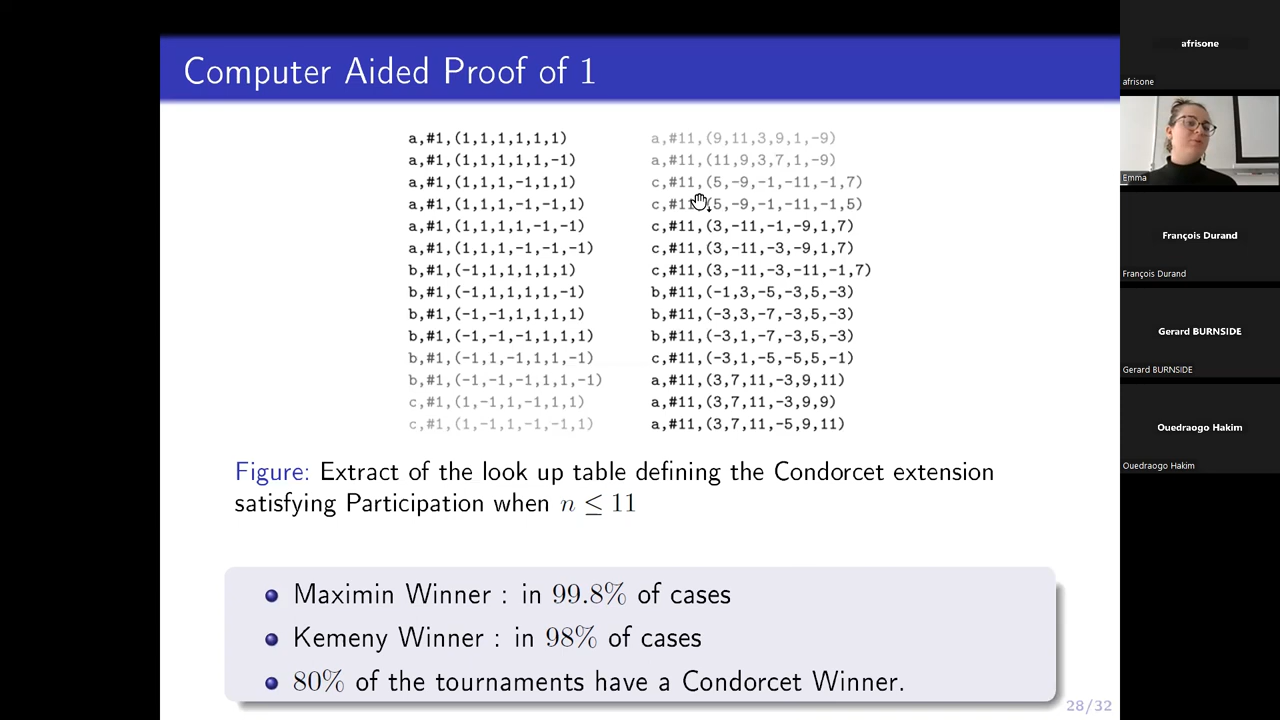 Computer Aided Proof of 1
a,#1,(1,1,1,1,1,1)
a,#1,(1,1,1,1,1,-1)
a,#1,(1,1,1,-1,1,1)
a,#1,(1,1,1,-1,-1,1)
a,#1,(1,1,1,1,-1,-1)
a,#1,(1,1,1,-1,-1,-1)
b,#1,(-1,1,1,1,1,1)
b,#1,(-1,1,1,1,1,-1)
b,#1,(-1,-1,1,1,1,1)
b,#1,(-1,-1,-1,1,1,1)
b,#1,(-1,1,-1,1,1,-1)
b,#1,(-1,-1,-1,1,1,-1)
c,#1,(1,-1,1,-1,1,1)
c,#1,(1,-1,1,-1,-1,1)
a,#11,(9,11,3,9,1,-9)
a,#11,(11,9,3,7,1,-9)
c,#11,(5,-9,-1,-11,-1,7)
c,#11,(5,-9,-1,-11,-1,5)
c,#11,(3,-11,-1,-9,1,7)
c,#11,(3,-11,-3,-9,1,7)
c,#11,(3,-11,-3,-11,-1,7)
b,#11,(-1,3,-5,-3,5,-3)
b,#11,(-3,3,-7,-3,5,-3)
b,#11,(-3,1,-7,-3,5,-3)
c,#11,(-3,1,-5,-5,5,-1)
a,#11,(3,7,11,-3,9,11)
a,#11,(3,7,11,-3,9,9)
a,#11,(3,7,11,-5,9,11)
Figure: Extract of the look up table defining the Condorcet extension
satisfying Participation when n ≤ 11
Maximin Winner : in 99.8% of cases
Kemeny Winner : in 98% of cases
80% of the tournaments have a Condorcet Winner.
28/32
afrisone
afrisone
Emma
François Durand
François Durand
Gerard BURNSIDE
Gerard BURNSIDE
Ouedraogo Hakim
Ouedraogo Hakim